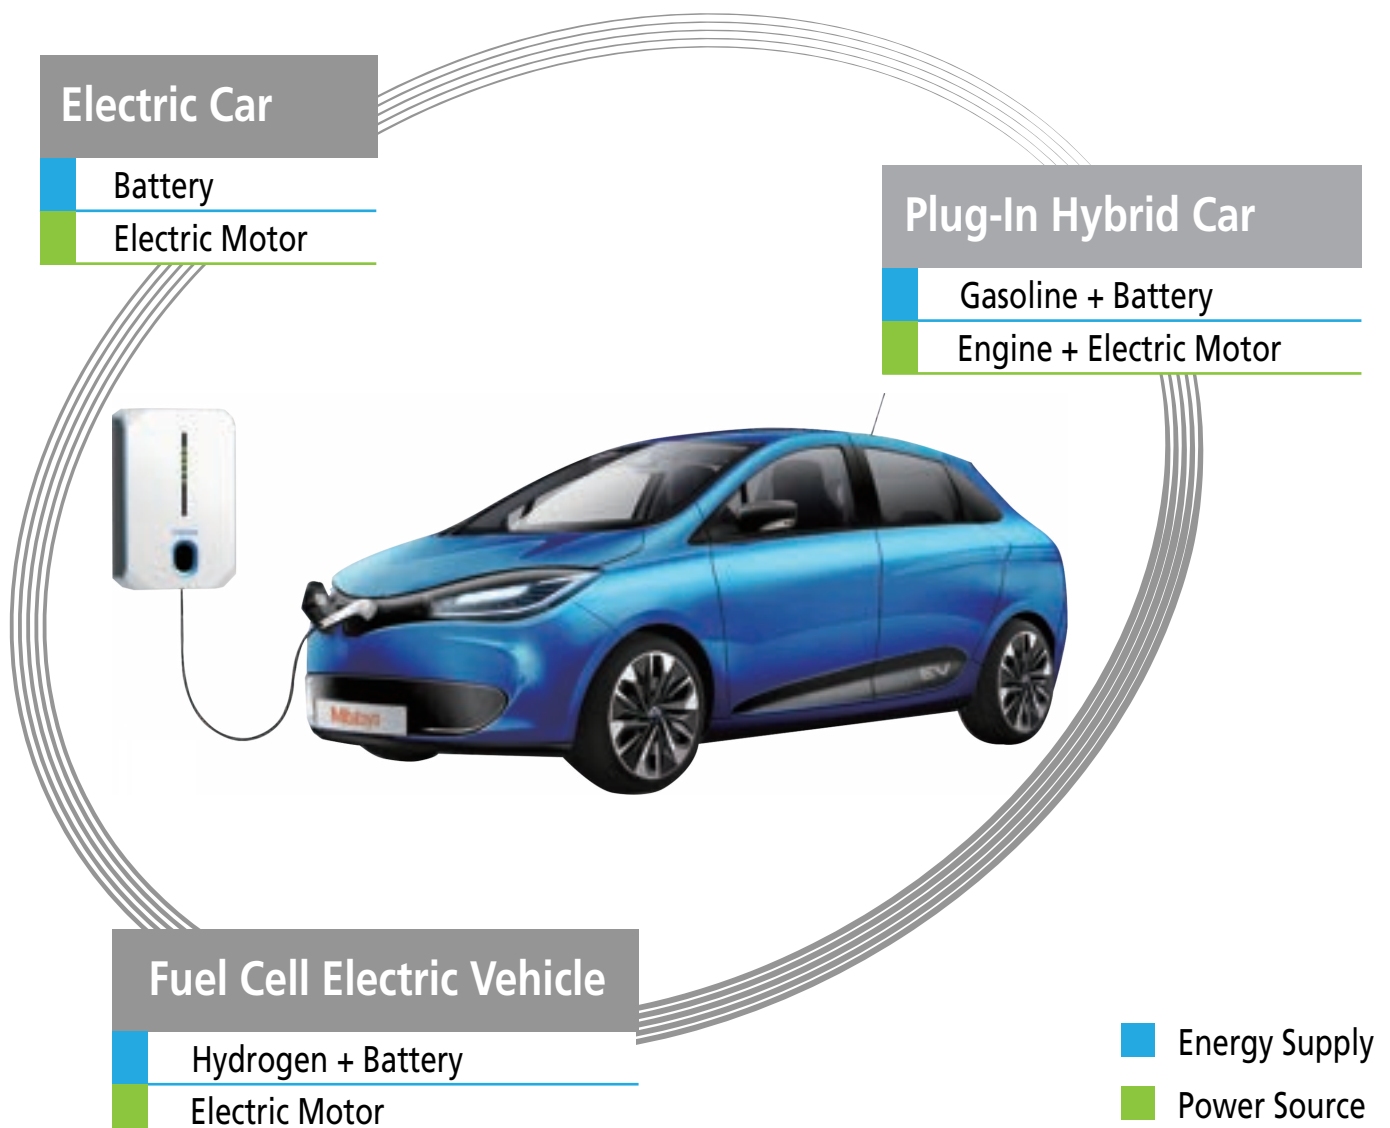 Electric Car
Battery
Electric Motor
Plug-In Hybrid Car
Gasoline + Battery
Engine + Electric Motor
EV
Fuel Cell Electric Vehicle
Hydrogen + Battery
Electric Motor
Energy Supply
Power Source